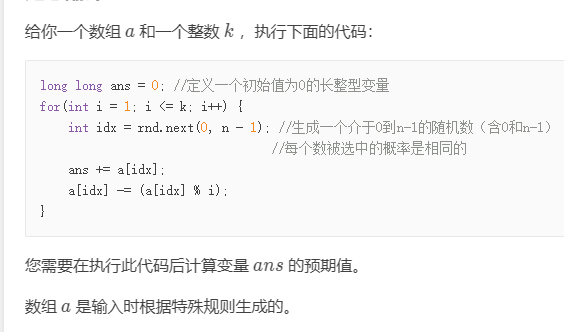 给你一个数组 a 和一个整数 k ，执行下面的代码：
long long ans = 0; //定义一个初始值为0的长整型变量
for(int i = 1; i <= k; i++) {
int idx = rnd.next(0, n - 1); //生成一个介于0到n-1的随机数（含0和n-1）
//每个数被选中的概率是相同的
ans += a[idx];
a[idx] -= (a[idx] % i);
}
您需要在执行此代码后计算变量 ans 的预期值。
数组 a 是输入时根据特殊规则生成的。